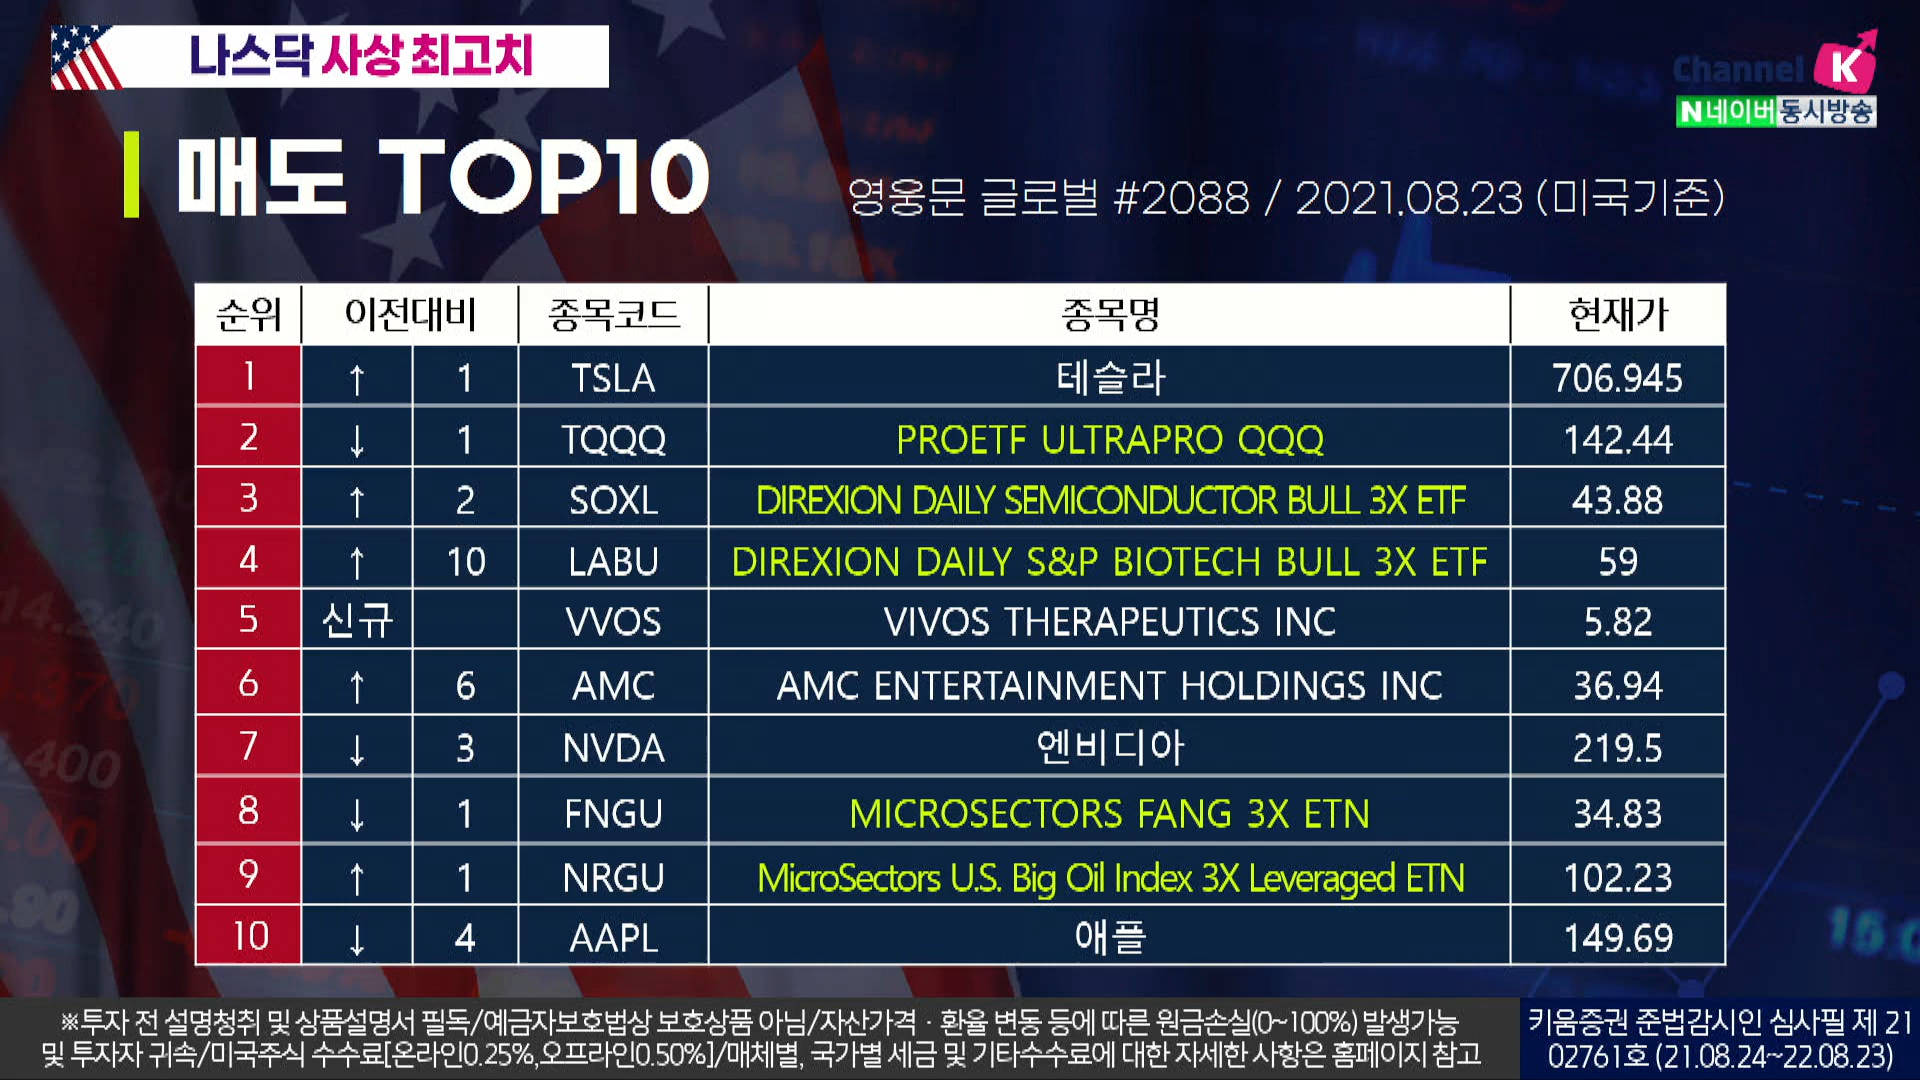 나스닥 사상 최고치
Channel K
N 네이버 동시방송
매도 TOP10
영웅문 글로벌 #2088 / 2021.08.23 (미국기준)
순위 이전대비 종목코드 종목명 현재가
1 ↑ 1 TSLA 테슬라 706.945
2 ↓ 1 TQQQ PROETF ULTRAPRO QQQ 142.44
3 ↑ 2 SOXL DIREXION DAILY SEMICONDUCTOR BULL 3X ETF 43.88
4 ↑ 10 LABU DIREXION DAILY S&P BIOTECH BULL 3X ETF 59
5 신규 VVOS VIVOS THERAPEUTICS INC 5.82
6 ↑ 6 AMC AMC ENTERTAINMENT HOLDINGS INC 36.94
7 ↓ 3 NVDA 엔비디아 219.5
8 ↓ 1 FNGU MICROSECTORS FANG 3X ETN 34.83
9 ↑ 1 NRGU MicroSectors U.S. Big Oil Index 3X Leveraged ETN 102.23
10 ↓ 4 AAPL 애플 149.69
※투자 전 설명청취 및 상품설명서 필독/예금자보호법상 보호상품 아님/자산가격 · 환율 변동 등에 따른 원금손실(0~100%) 발생가능
및 투자자 귀속/미국주식 수수료[온라인0.25%,오프라인0.50%]/매체별, 국가별 세금 및 기타수수료에 대한 자세한 사항은 홈페이지 참고
키움증권 준법감시인 심사필 제 21
02761호 (21.08.24~22.08.23)